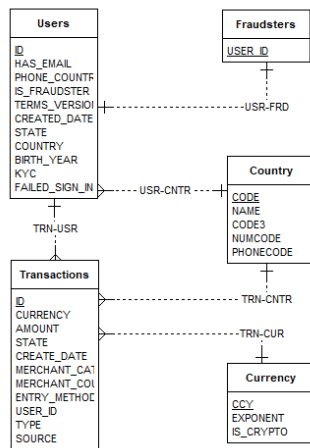 Users
ID
HAS_EMAIL
PHONE_COUNTR
IS_FRAUDSTER
TERMS_VERSIO
CREATED_DATE
STATE
COUNTRY
BIRTH_YEAR
KYC
FAILED_SIGN_IN
Fraudsters
USER_ID
USR-FRD
Country
CODE
NAME
CODE3
NUMCODE
PHONECODE
USR-CNTR
TRN-USR
Transactions
ID
CURRENCY
AMOUNT
STATE
CREATE_DATE
MERCHANT_CAT
MERCHANT_COU
ENTRY_METHOD
USER_ID
TYPE
SOURCE
TRN-CNTR
TRN-CUR
Currency
CCY
EXPONENT
IS_CRYPTO